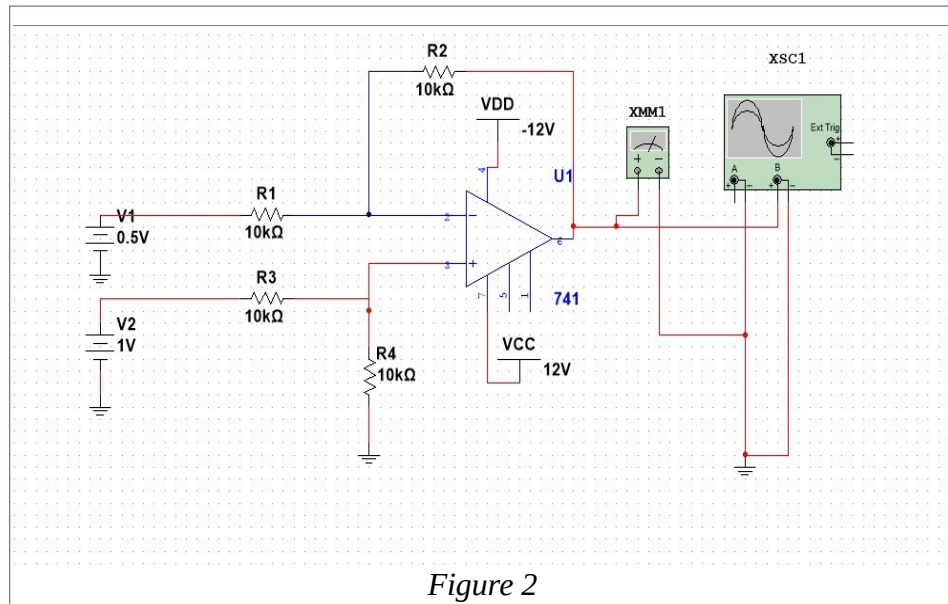 R2
10kΩ
XSC1
VDD
-12V
XMM1
Ext Trig
+
-
A
B
+ -
+ -
+ -
4
U1
R1
10kΩ
2
-
V1
0.5V
6
3
+
R3
10kΩ
7
5
1
741
V2
1V
R4
10kΩ
VCC
12V
Figure 2